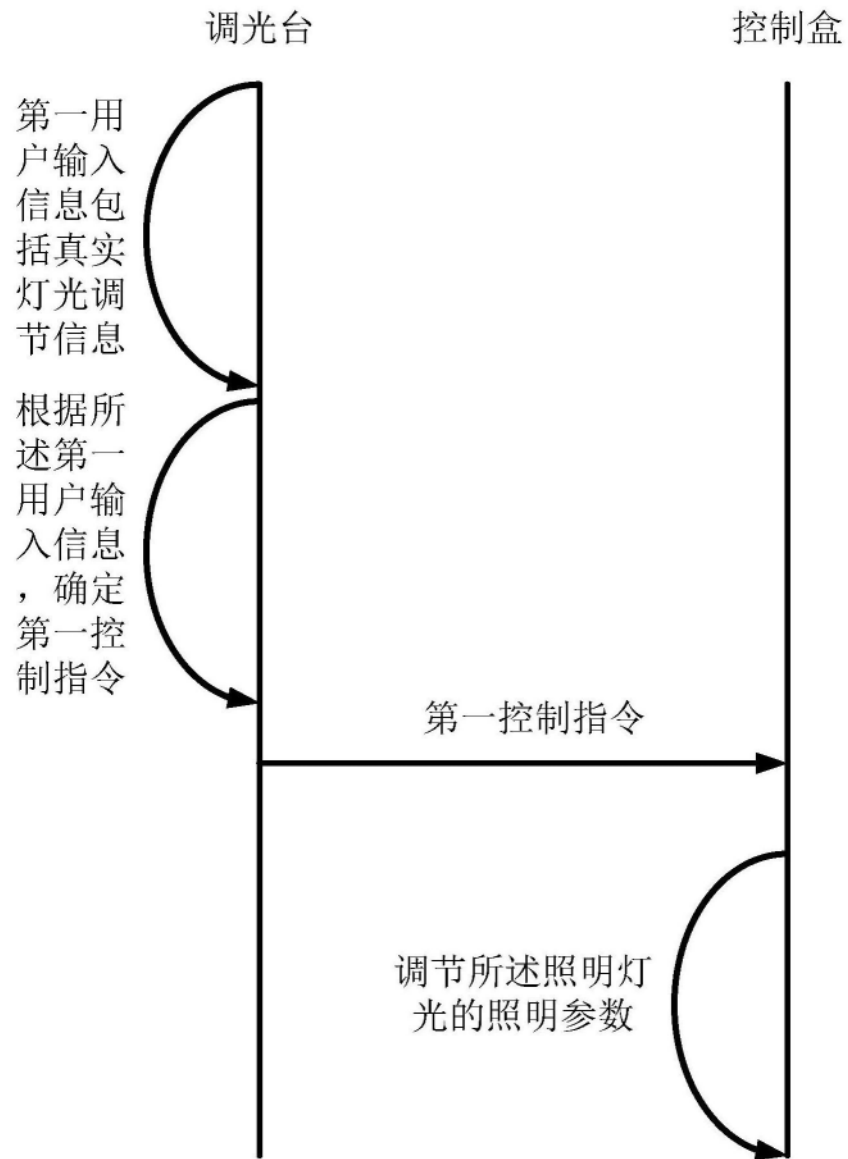 调光台
控制盒
第一用
户输入
信息包
括真实
灯光调
节信息
根据所
述第一
用户输
入信息
，确定
第一控
制指令
第一控制指令
调节所述照明灯
光的照明参数